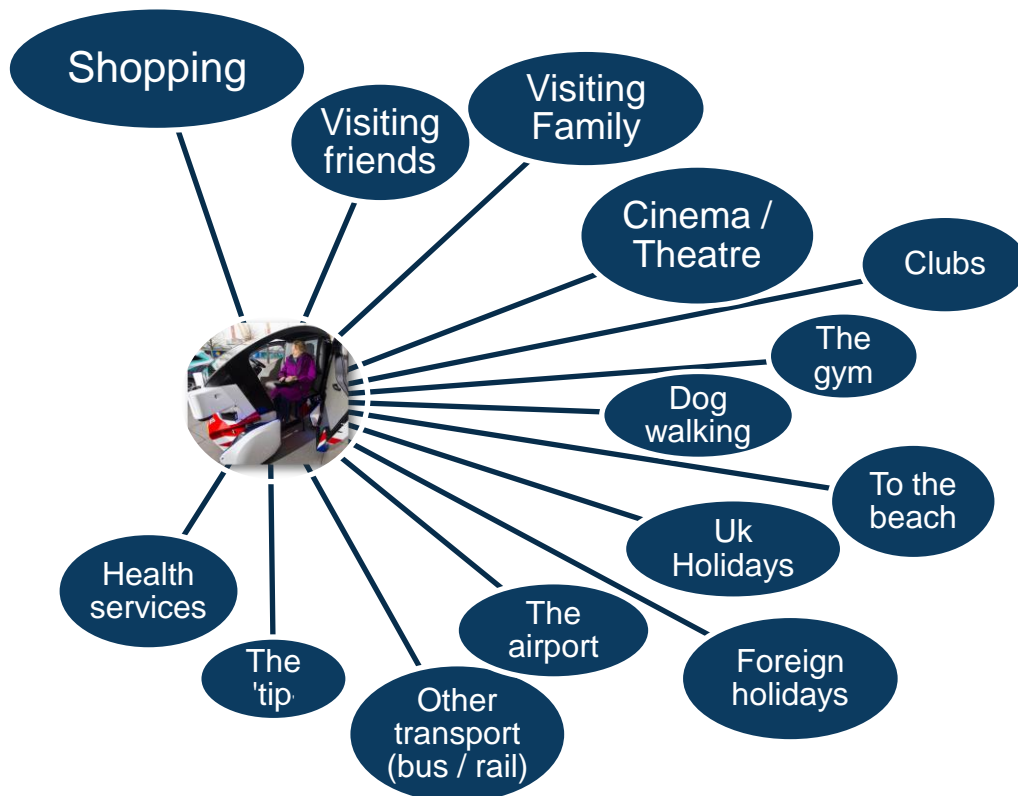 Shopping
Visiting
friends
Visiting
Family
Cinema /
Theatre
Clubs
The
gym
Dog
walking
To the
beach
Uk
Holidays
Foreign
holidays
The
airport
Other
transport
(bus / rail)
The
'tip
Health
services